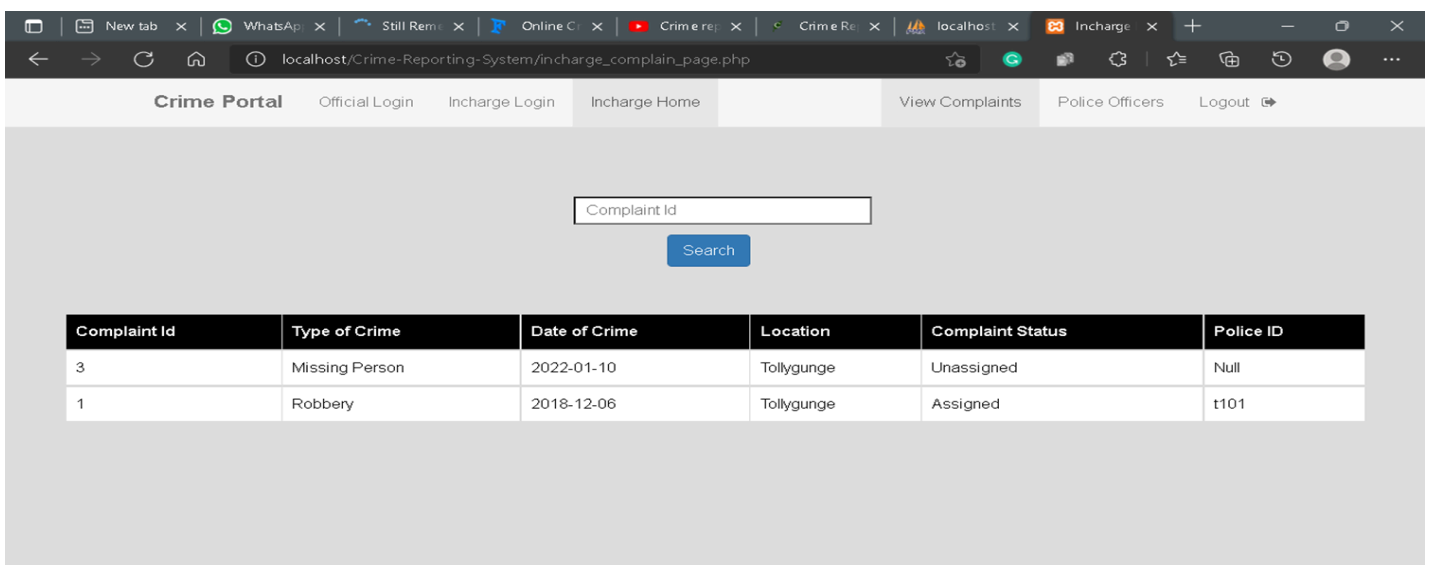 New tab WhatsAp Still Reme Online Cr Crime rep Crime Re localhost Incharge
localhost/Crime-Reporting-System/incharge_complain_page.php
Crime Portal Official Login Incharge Login Incharge Home View Complaints Police Officers Logout
Complaint Id
Search
Complaint Id Type of Crime Date of Crime Location Complaint Status Police ID
3 Missing Person 2022-01-10 Tollygunge Unassigned Null
1 Robbery 2018-12-06 Tollygunge Assigned t101